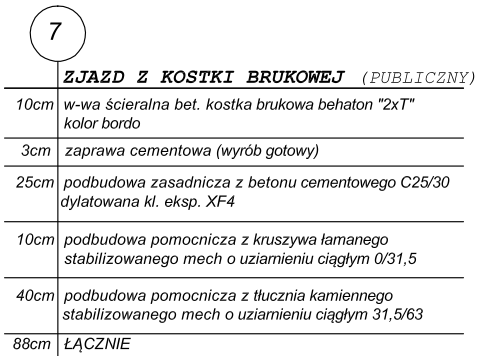 7
ZJAZD Z KOSTKI BRUKOWEJ (PUBLICZNY)
10cm w-wa ścieralna bet. kostka brukowa behaton "2xT"
kolor bordo
3cm zaprawa cementowa (wyrób gotowy)
25cm podbudowa zasadnicza z betonu cementowego C25/30
dylatowana kl. eksp. XF4
10cm podbudowa pomocnicza z kruszywa łamanego
stabilizowanego mech o uziarnieniu ciągłym 0/31,5
40cm podbudowa pomocnicza z tłucznia kamiennego
stabilizowanego mech o uziarnieniu ciągłym 31,5/63
88cm ŁĄCZNIE